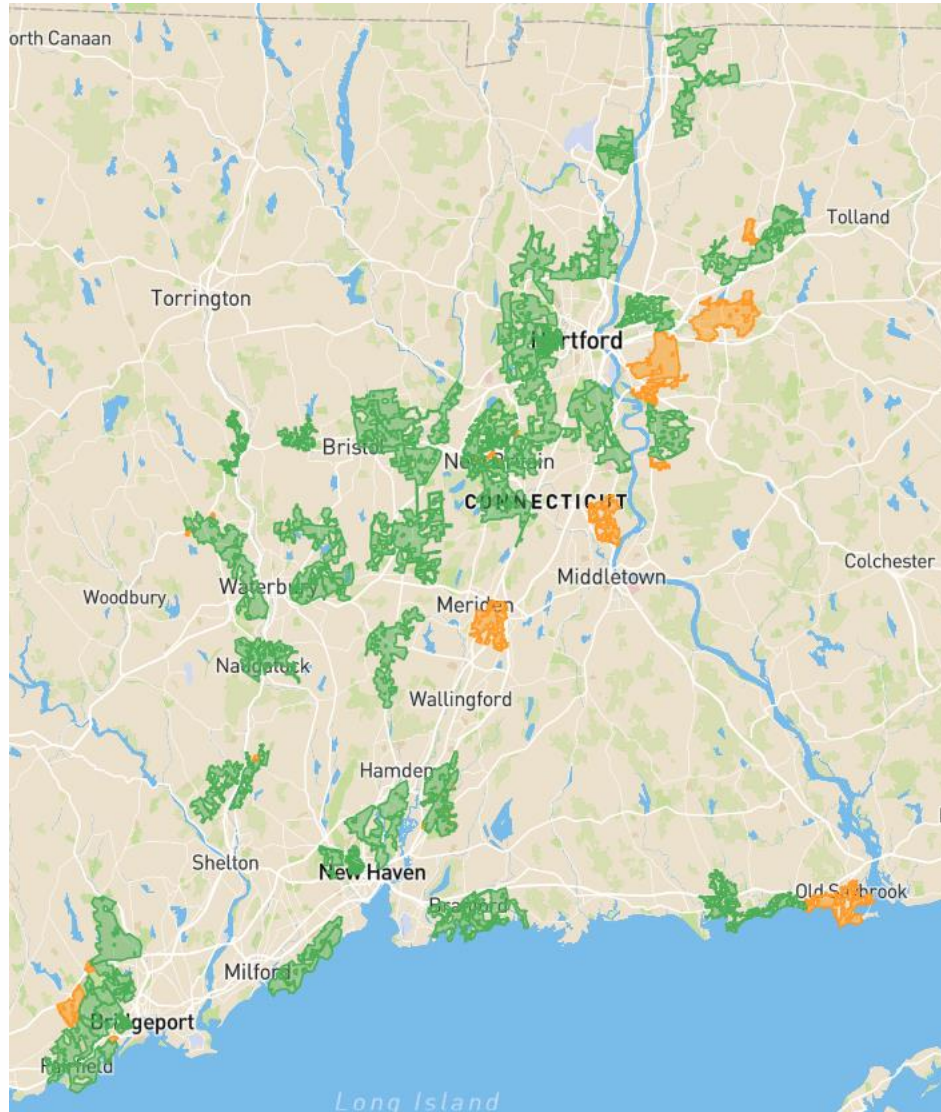 orth Canaan
Tolland
Torrington
Hartford
Bristol
New Britain
CONNECTICUT
Colchester
Middletown
Waterbury
Woodbury
Meriden
Naugatuck
Wallingford
Hamden
Shelton
New Haven
Old Saybrook
Branford
Milford
Bridgeport
Fairfield
Long Island